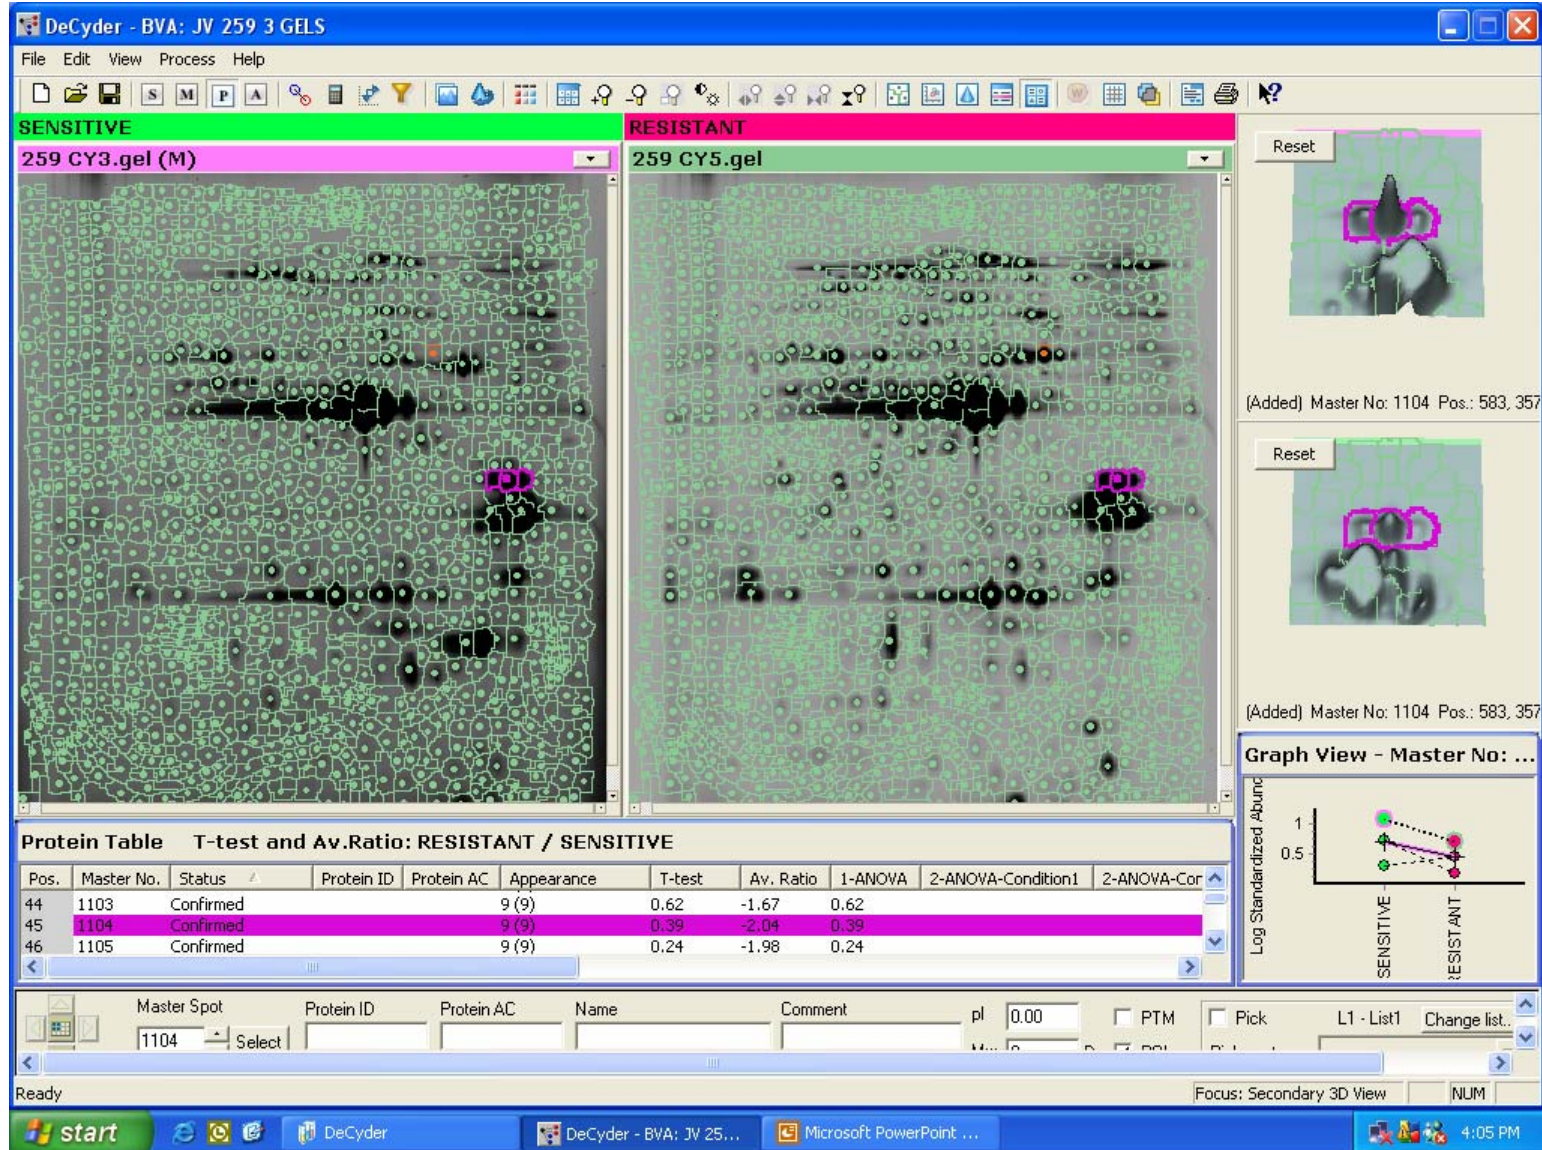 DeCyder - BVA: JV 259 3 GELS
File Edit View Process Help
S M P A
SENSITIVE
RESISTANT
259 CY3.gel (M)
259 CY5.gel
Reset
(Added) Master No: 1104 Pos.: 583, 357
Reset
(Added) Master No: 1104 Pos.: 583, 357
Graph View - Master No: ...
Log Standardized Abund
1
0.5
SENSITIVE
RESISTANT
Protein Table T-test and Av.Ratio: RESISTANT / SENSITIVE
Pos. Master No. Status Protein ID Protein AC Appearance T-test Av. Ratio 1-ANOVA 2-ANOVA-Condition1 2-ANOVA-Cor
44 1103 Confirmed 9 (9) 0.62 -1.67 0.62
45 1104 Confirmed 9 (9) 0.39 -2.04 0.39
46 1105 Confirmed 9 (9) 0.24 -1.98 0.24
Master Spot Protein ID Protein AC Name Comment pI 0.00 PTM Pick L1 - List1 Change list..
1104 Select
Ready
Focus: Secondary 3D View NUM
start DeCyder DeCyder - BVA: JV 25... Microsoft PowerPoint ... 4:05 PM